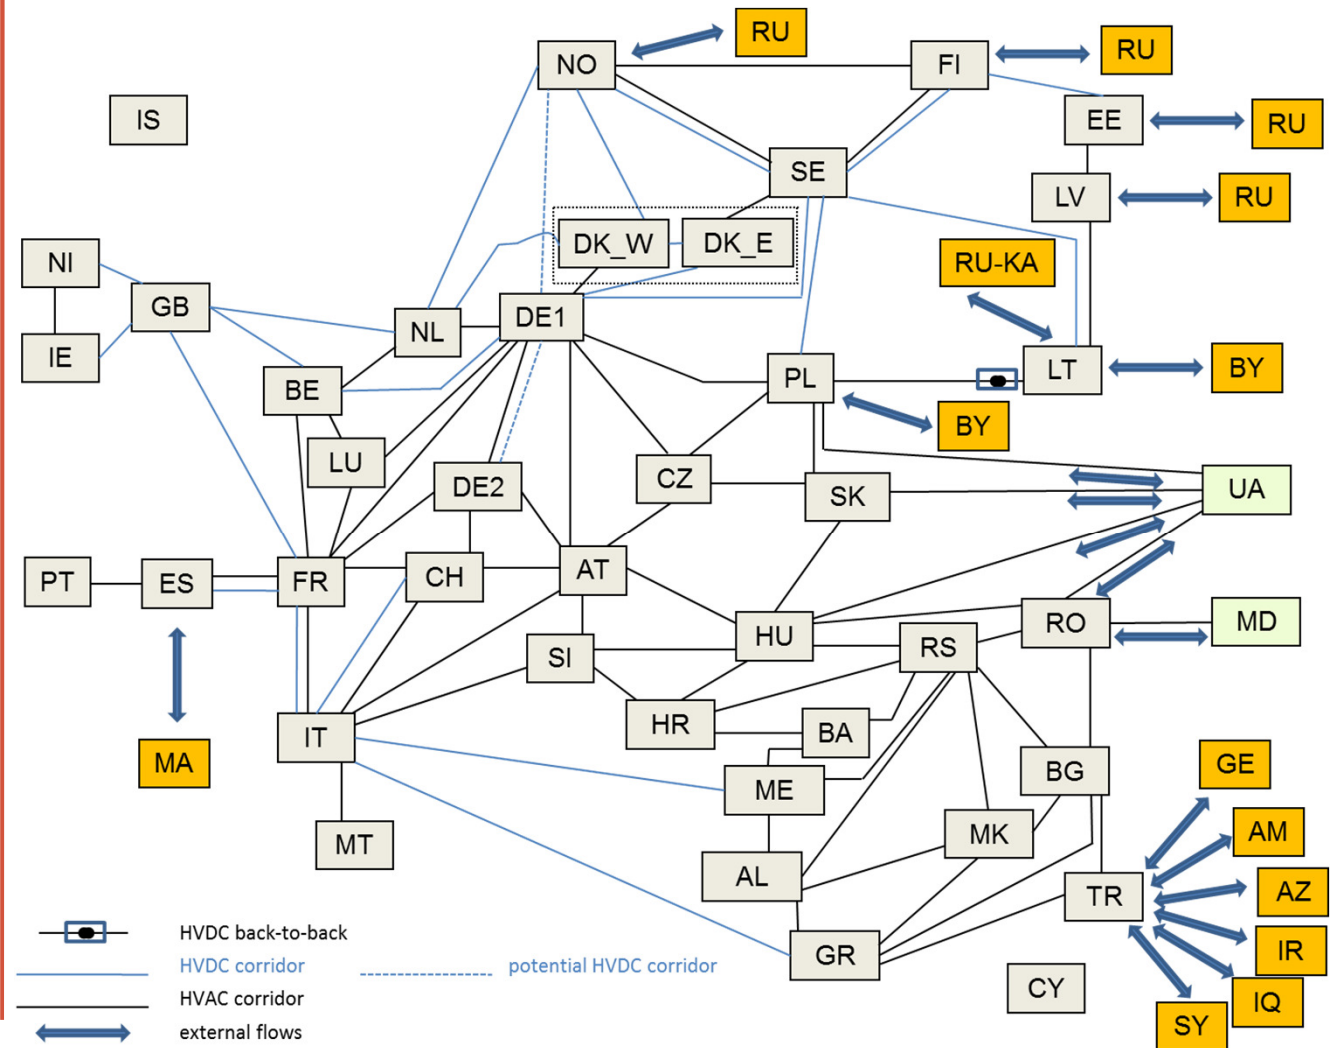 RU
NO
FI
RU
IS
EE
RU
SE
LV
RU
DK_W
DK_E
NI
RU-KA
GB
DE1
NL
IE
PL
LT
BY
BE
BY
LU
CZ
DE2
SK
UA
PT
ES
FR
CH
AT
HU
RO
MD
RS
SI
HR
BA
IT
MA
ME
BG
GE
MK
AM
MT
AL
TR
AZ
GR
IR
CY
IQ
SY
HVDC back-to-back
HVDC corridor
potential HVDC corridor
HVAC corridor
external flows